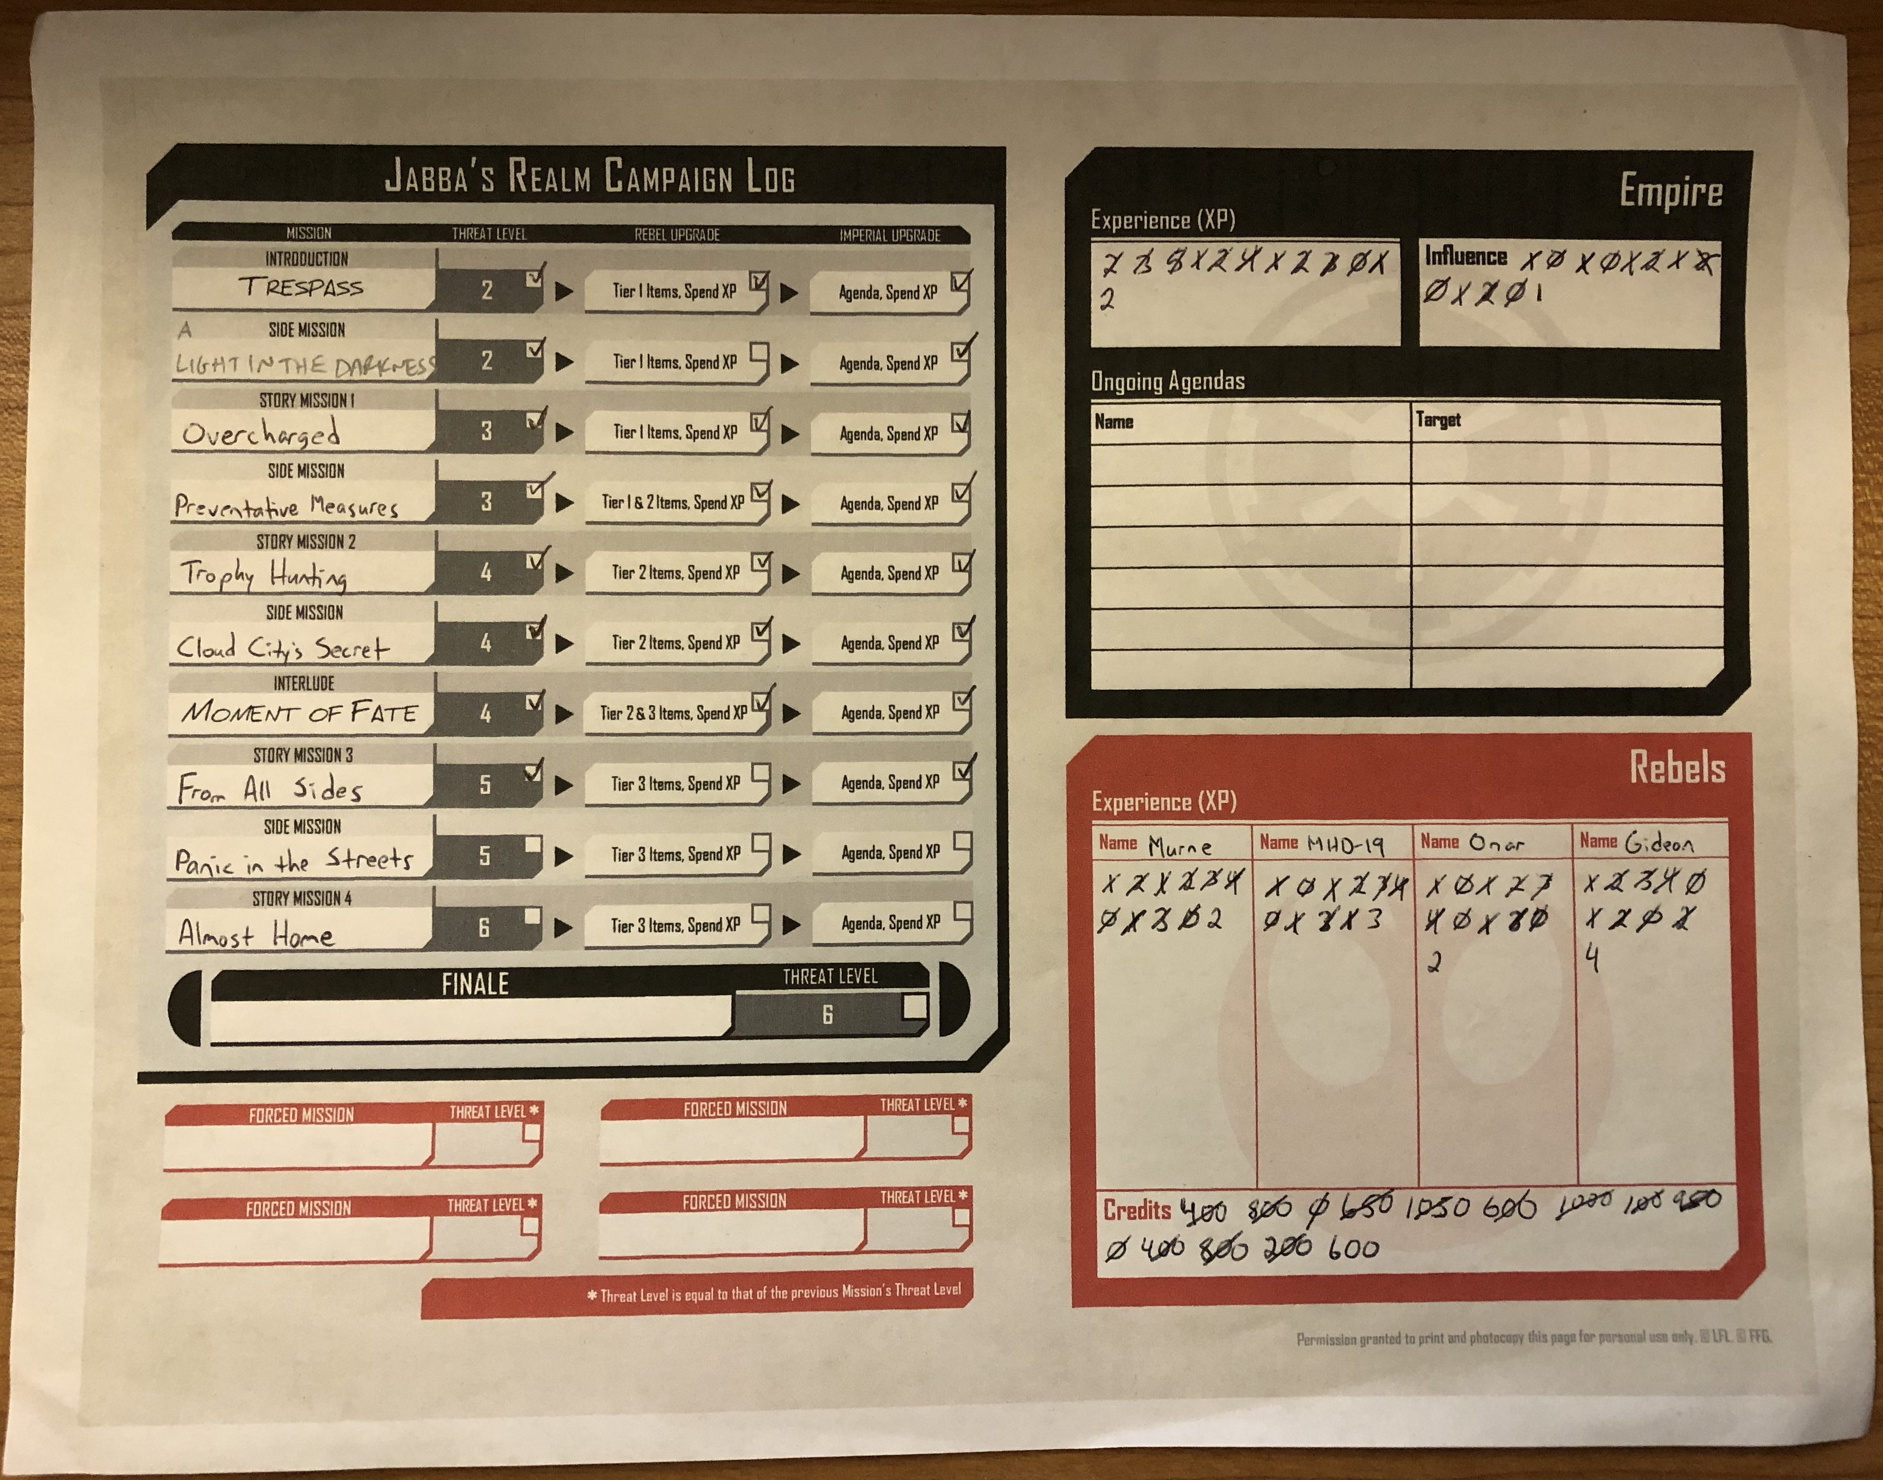 JABBA'S REALM CAMPAIGN LOG
MISSION THREAT LEVEL REBEL UPGRADE IMPERIAL UPGRADE
INTRODUCTION
TRESPASS 2 Tier 1 Items, Spend XP Agenda, Spend XP
SIDE MISSION
A
LIGHT IN THE DARKNESS 2 Tier 1 Items, Spend XP Agenda, Spend XP
STORY MISSION 1
Overcharged 3 Tier 1 Items, Spend XP Agenda, Spend XP
SIDE MISSION
Preventative Measures 3 Tier 1 & 2 Items, Spend XP Agenda, Spend XP
STORY MISSION 2
Trophy Hunting 4 Tier 2 Items, Spend XP Agenda, Spend XP
SIDE MISSION
Cloud City's Secret 4 Tier 2 Items, Spend XP Agenda, Spend XP
INTERLUDE
MOMENT OF FATE 4 Tier 2 & 3 Items, Spend XP Agenda, Spend XP
STORY MISSION 3
From All Sides 5 Tier 3 Items, Spend XP Agenda, Spend XP
SIDE MISSION
Panic in the Streets 5 Tier 3 Items, Spend XP Agenda, Spend XP
STORY MISSION 4
Almost Home 6 Tier 3 Items, Spend XP Agenda, Spend XP
FINALE THREAT LEVEL
6
FORCED MISSION THREAT LEVEL *
FORCED MISSION THREAT LEVEL *
FORCED MISSION THREAT LEVEL *
FORCED MISSION THREAT LEVEL *
* Threat Level is equal to that of the previous Mission's Threat Level
Empire
Experience (XP)
2
Influence
1
Ongoing Agendas
Name Target
Rebels
Experience (XP)
Name Murne Name MHD-19 Name Onar Name Gideon
2 3
2 4
Credits 400 800 0 650 1050 600 1000 100 950
0 400 800 200 600
Permission granted to print and photocopy this page for personal use only. LFL. FFG.